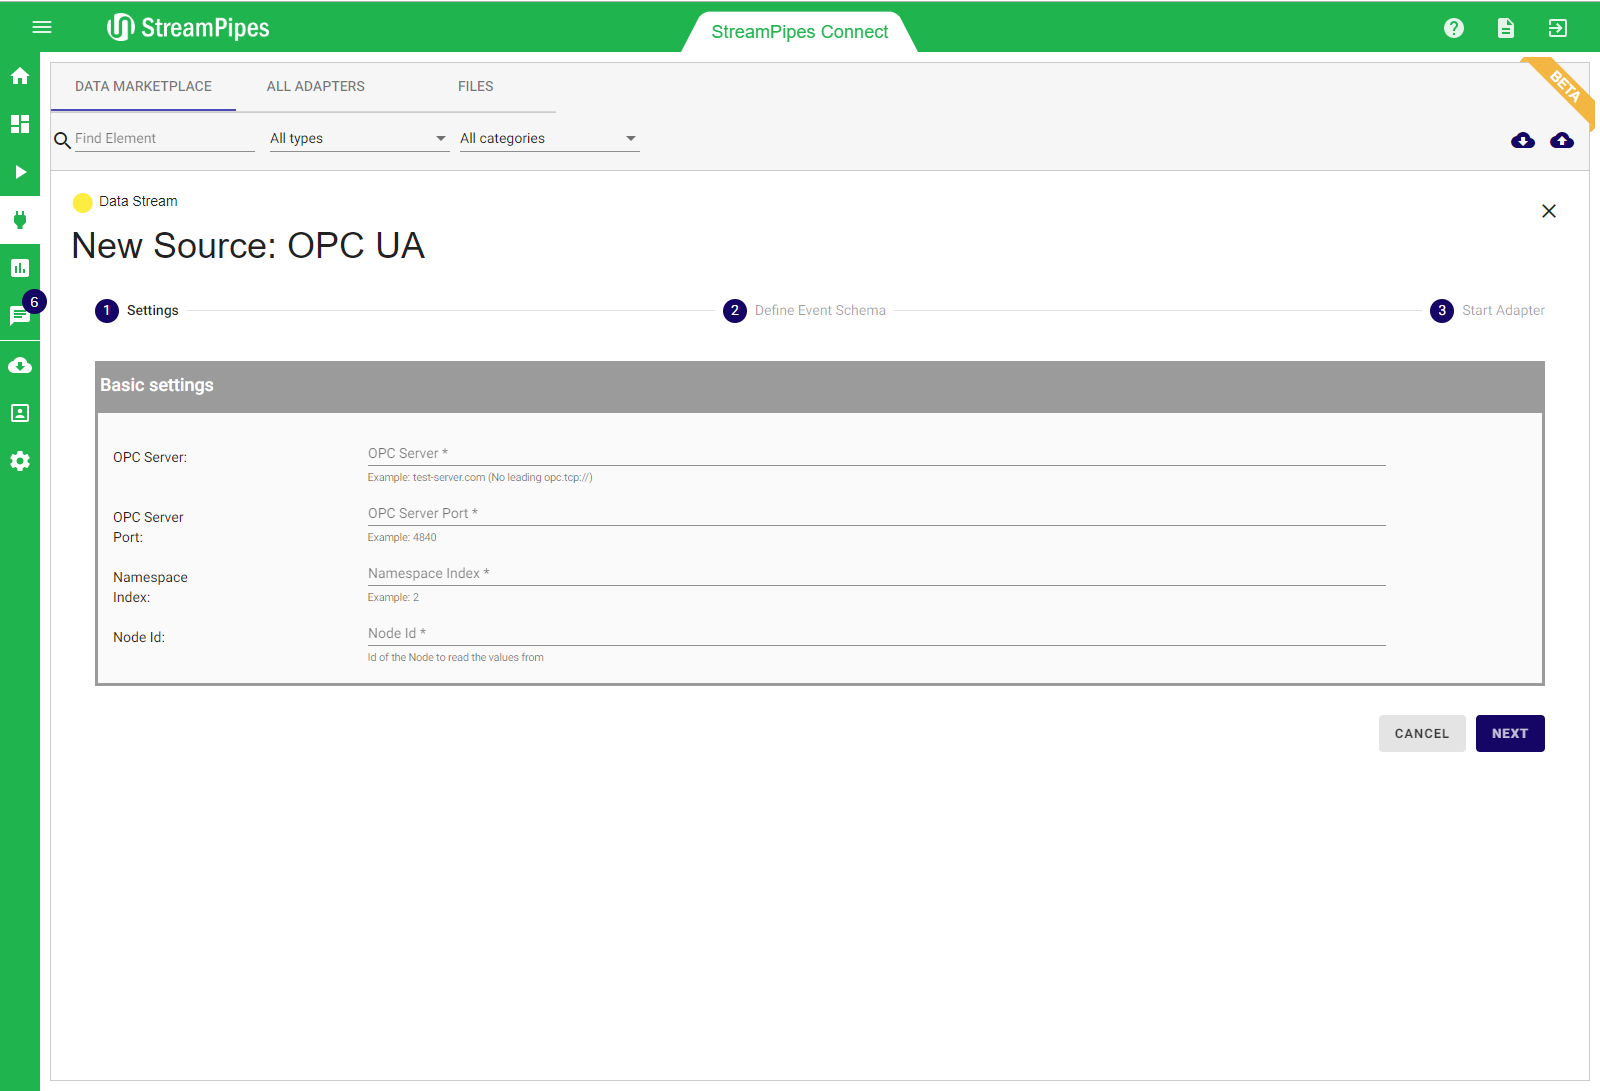 StreamPipes
StreamPipes Connect
DATA MARKETPLACE
ALL ADAPTERS
FILES
BETA
Find Element
All types
All categories
Data Stream
New Source: OPC UA
1 Settings
2 Define Event Schema
3 Start Adapter
6
Basic settings
OPC Server:
OPC Server *
Example: test-server.com (No leading opc.tcp://)
OPC Server
Port:
OPC Server Port *
Example: 4840
Namespace
Index:
Namespace Index *
Example: 2
Node Id:
Node Id *
Id of the Node to read the values from
CANCEL
NEXT